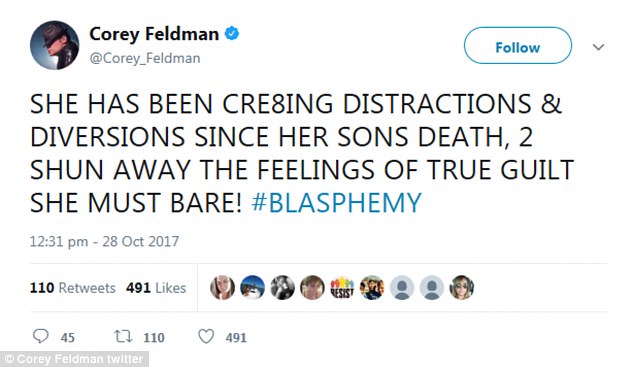 Corey Feldman
@Corey_Feldman
Follow
SHE HAS BEEN CRE8ING DISTRACTIONS &
DIVERSIONS SINCE HER SONS DEATH, 2
SHUN AWAY THE FEELINGS OF TRUE GUILT
SHE MUST BARE! #BLASPHEMY
12:31 pm - 28 Oct 2017
110 Retweets 491 Likes
RESIST
45 110 491
© Corey Feldman twitter